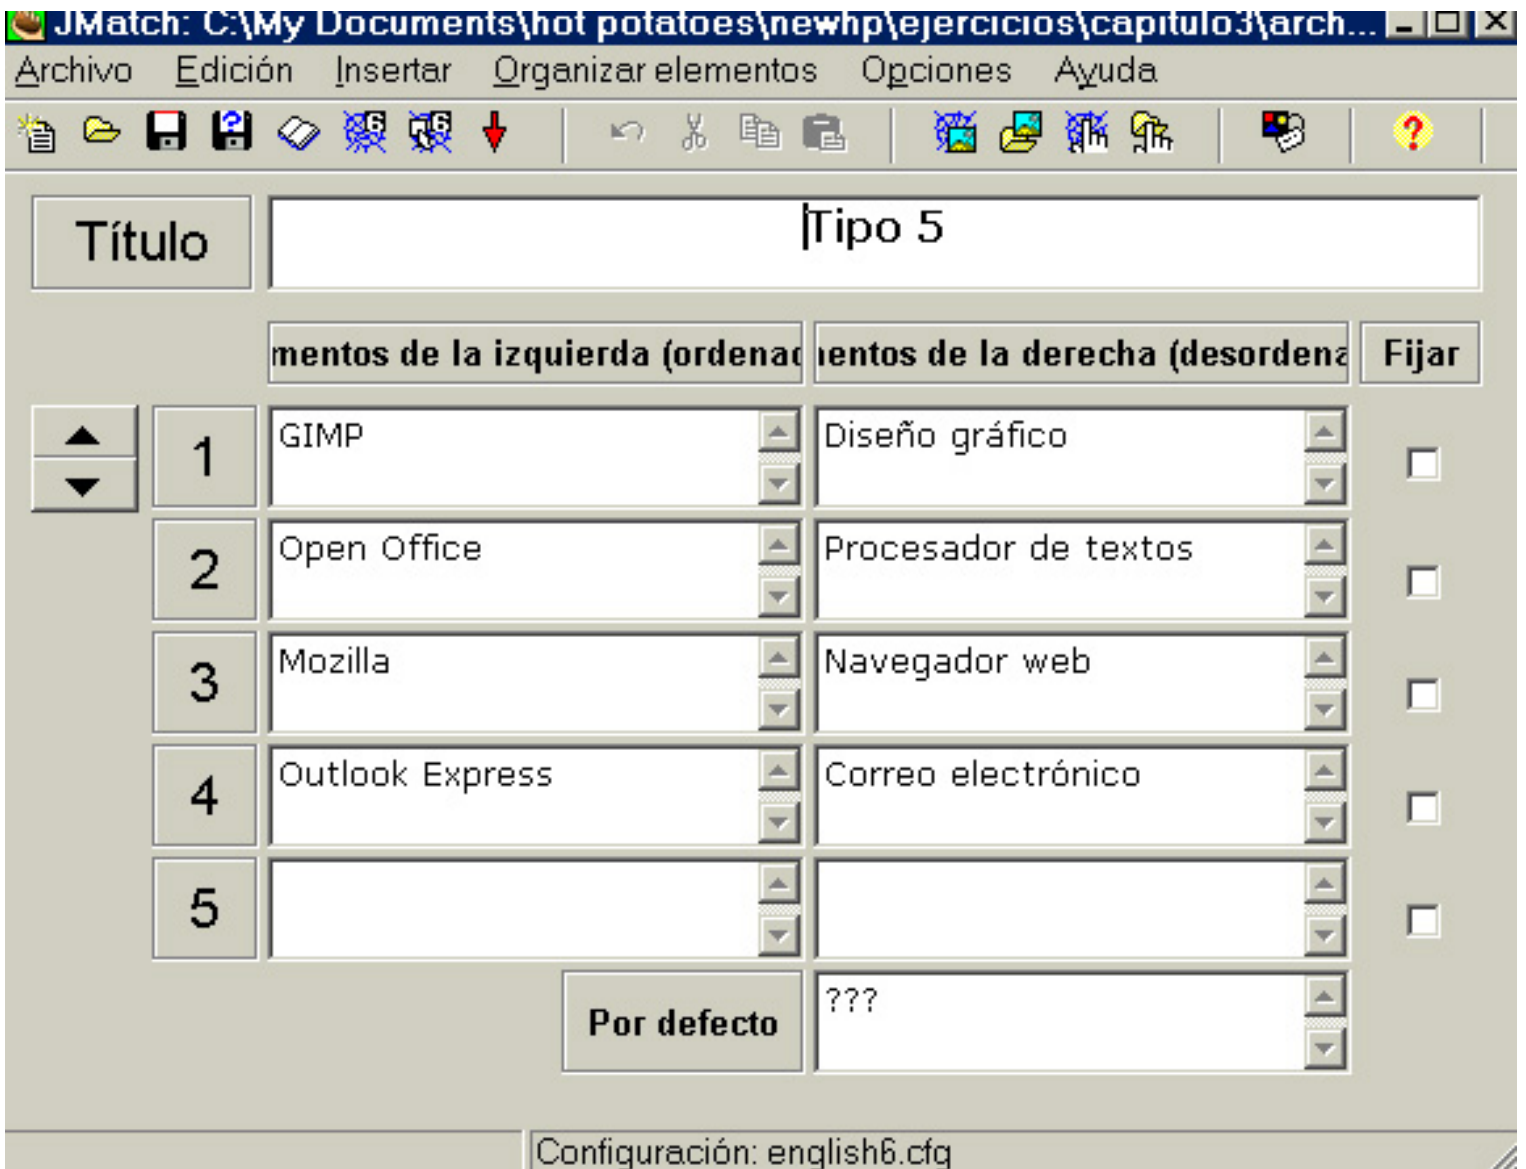 JMatch: C:\My Documents\hot potatoes\newhp\ejercicios\capitulo3\arch...
Archivo Edición Insertar Organizar elementos Opciones Ayuda
Título
Tipo 5
mentos de la izquierda (ordenad
entos de la derecha (desordena
Fijar
1 GIMP Diseño gráfico
2 Open Office Procesador de textos
3 Mozilla Navegador web
4 Outlook Express Correo electrónico
5
Por defecto ???
Configuración: english6.cfg